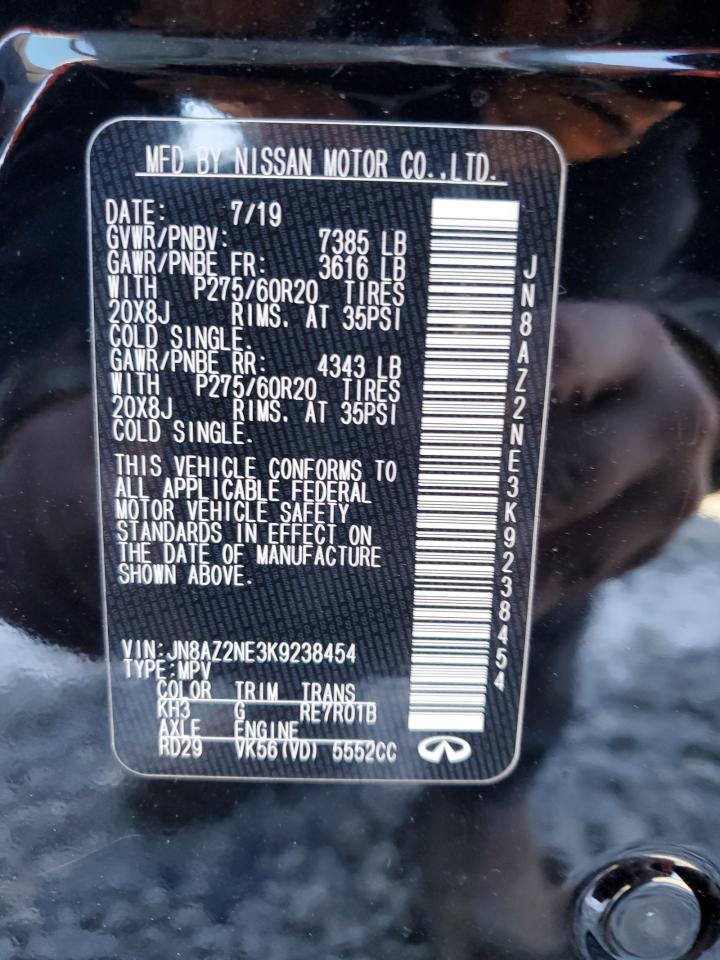 MFD BY NISSAN MOTOR CO.,LTD.
DATE: 7/19
GVWR/PNBV: 7385 LB
GAWR/PNBE FR: 3616 LB
WITH P275/60R20 TIRES
20X8J RIMS. AT 35PSI
COLD SINGLE.
GAWR/PNBE RR: 4343 LB
WITH P275/60R20 TIRES
20X8J RIMS. AT 35PSI
COLD SINGLE.
THIS VEHICLE CONFORMS TO
ALL APPLICABLE FEDERAL
MOTOR VEHICLE SAFETY
STANDARDS IN EFFECT ON
THE DATE OF MANUFACTURE
SHOWN ABOVE.
VIN:JN8AZ2NE3K9238454
TYPE:MPV
COLOR TRIM TRANS
KH3 G RE7R01B
AXLE ENGINE
RD29 VK56(VD) 5552CC
JN8AZ2NE3K9238454